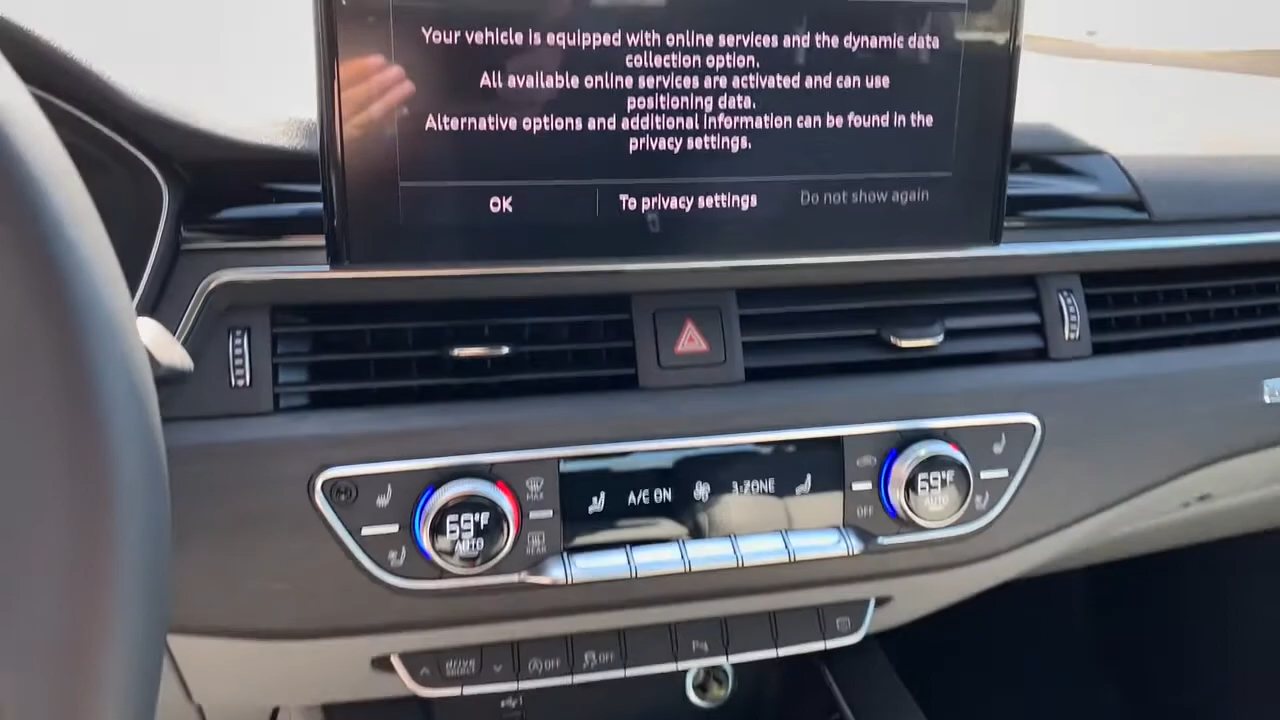 Your vehicle is equipped with online services and the dynamic data
collection option.
All available online services are activated and can use
positioning data.
Alternative options and additional information can be found in the
privacy settings.
OK To privacy settings Do not show again
MAX
A/C ON 3-ZONE
69°F
AUTO
OFF
69°F
AUTO
REAR
DRIVE SELECT
OFF
OFF